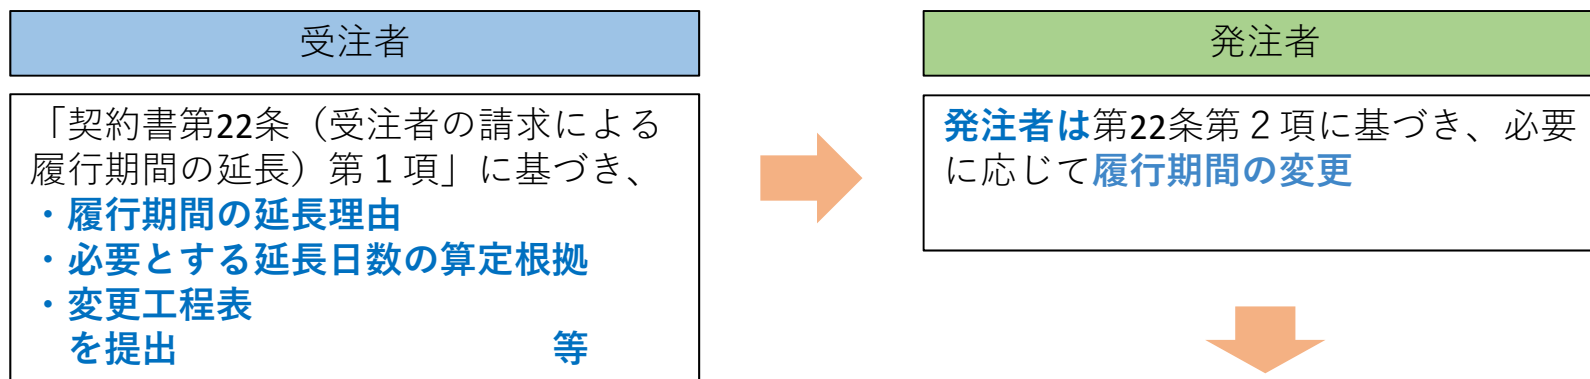 受注者
「契約書第22条（受注者の請求による
履行期間の延長）第１項」に基づき、
・履行期間の延長理由
・必要とする延長日数の算定根拠
・変更工程表
を提出 等
発注者
発注者は第22条第２項に基づき、必要
に応じて履行期間の変更